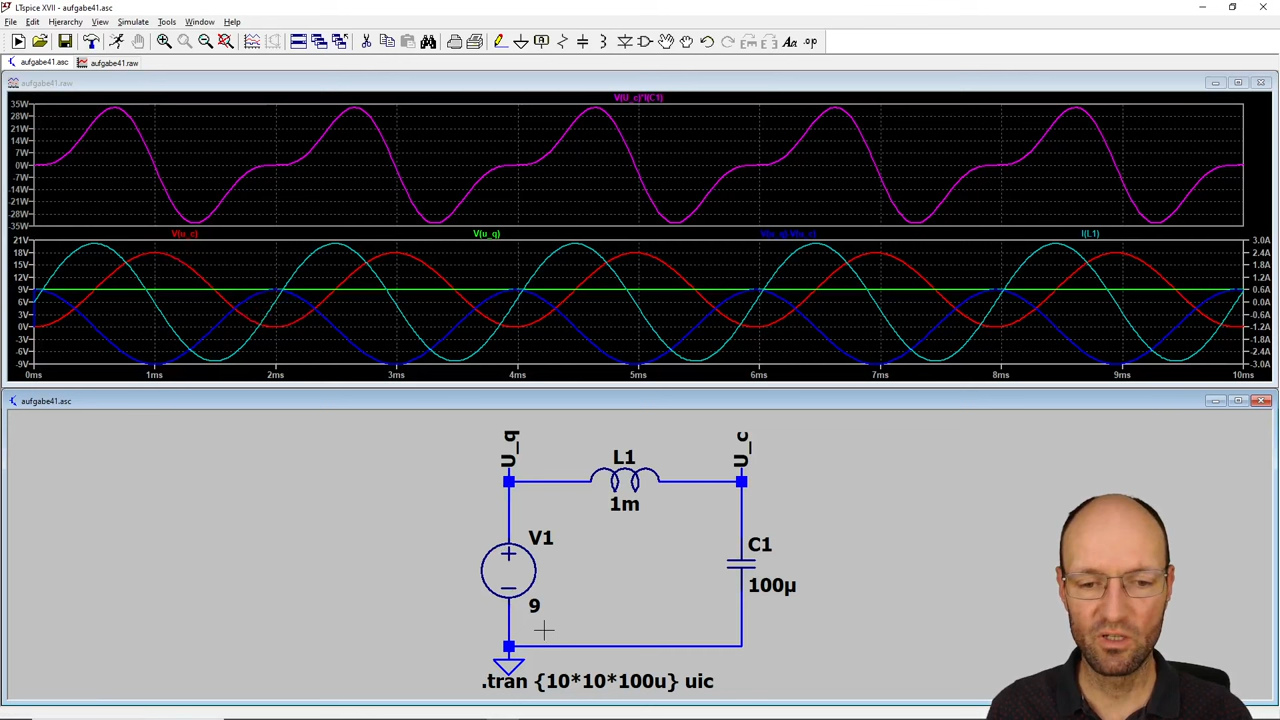 LTspice XVII - aufgabe41.asc
File Edit Hierarchy View Simulate Tools Window Help
aufgabe41.asc aufgabe41.raw
aufgabe41.raw
V(U_c)*I(C1)
35W
28W
21W
14W
7W
0W
-7W
-14W
-21W
-28W
-35W
V(u_c) V(u_q) V(u_q)-V(u_c) I(L1)
21V 3.0A
18V 2.4A
15V 1.8A
12V 1.2A
9V 0.6A
6V 0.0A
3V -0.6A
0V -1.2A
-3V -1.8A
-6V -2.4A
-9V -3.0A
0ms 1ms 2ms 3ms 4ms 5ms 6ms 7ms 8ms 9ms 10ms
aufgabe41.asc
U_q
L1
1m
U_c
V1
9
C1
100µ
.tran {10*10*100u} uic